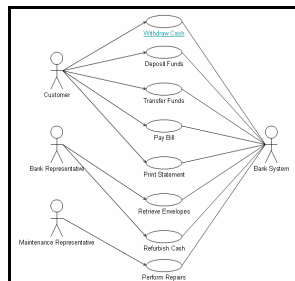 Withdraw Cash
Deposit Funds
Customer
Transfer Funds
Pay Bill
Bank Representative
Print Statement
Bank System
Retrieve Envelopes
Maintenance Representative
Refurbish Cash
Perform Repairs